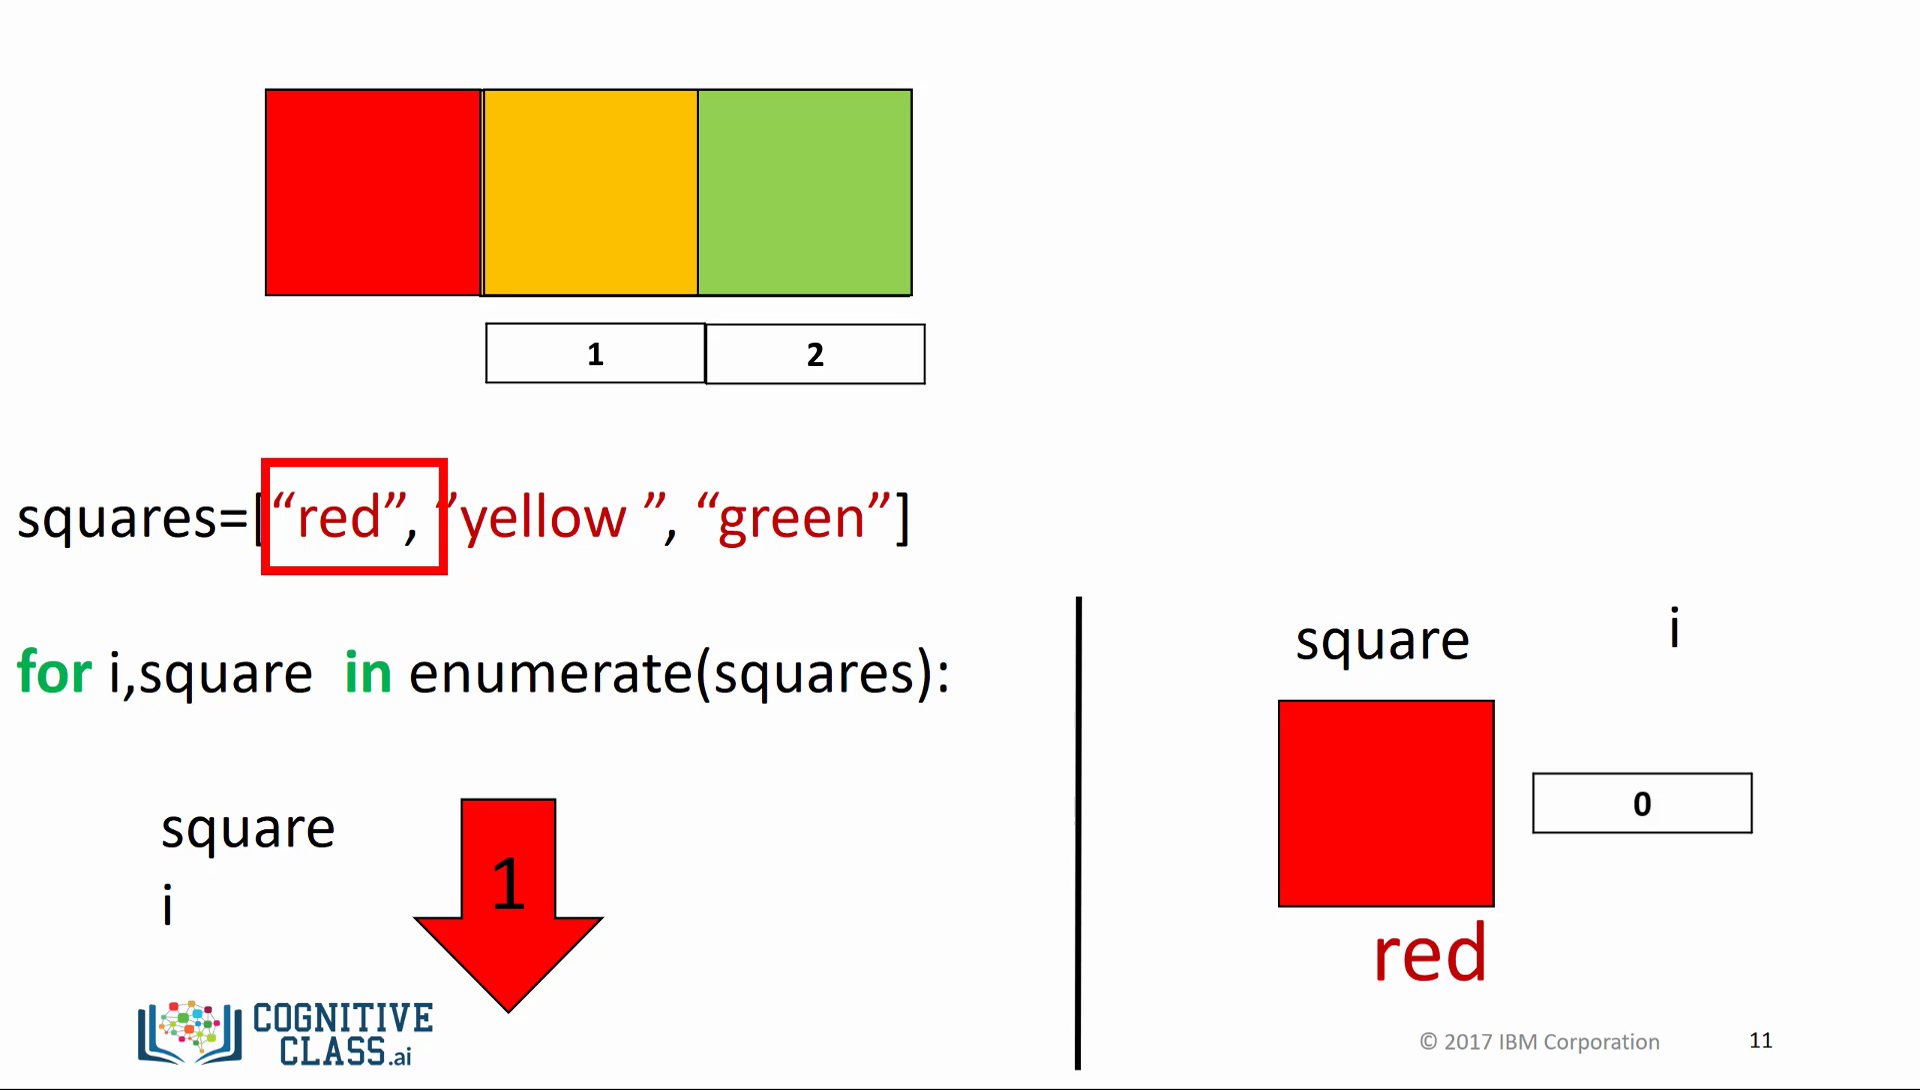 1 2
squares=[“red”, ”yellow ”, “green”]
for i,square in enumerate(squares):
square
i
1
square i
0
red
COGNITIVE
CLASS.ai
© 2017 IBM Corporation 11